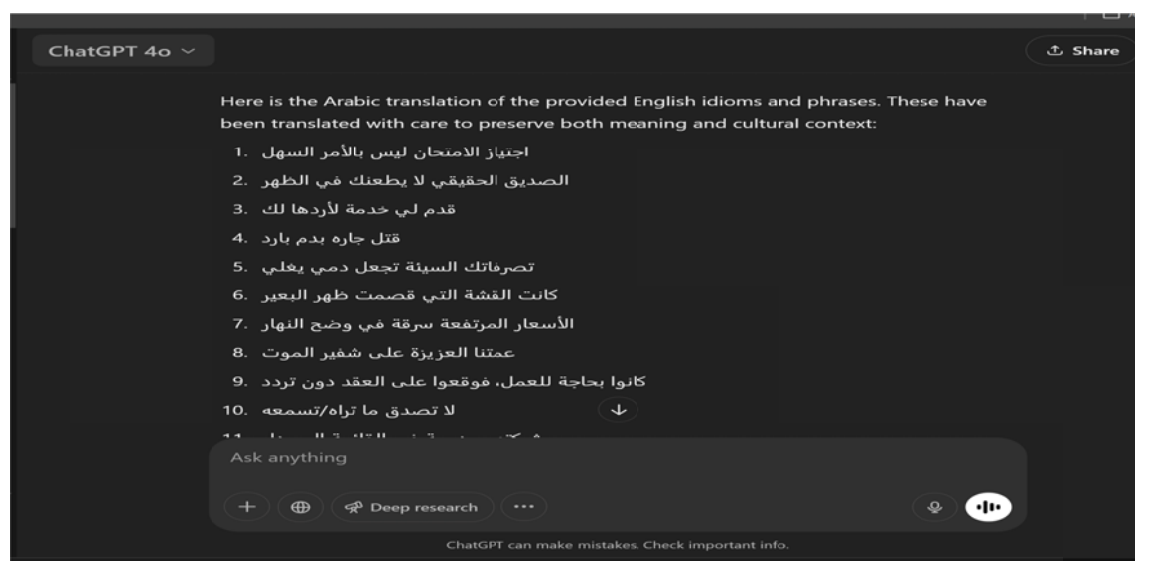 ChatGPT 4o
Share
Here is the Arabic translation of the provided English idioms and phrases. These have
been translated with care to preserve both meaning and cultural context:
1. اجتياز الامتحان ليس بالأمر السهل
2. الصديق الحقيقي لا يطعنك في الظهر
3. قدم لي خدمة لأردها لك
4. قتل جاره بدم بارد
5. تصرفاتك السيئة تجعل دمي يغلي
6. كانت القشة التي قصمت ظهر البعير
7. الأسعار المرتفعة سرقة في وضح النهار
8. عمتنا العزيزة على شفير الموت
9. كانوا بحاجة للعمل، فوقعوا على العقد دون تردد
10. لا تصدق ما تراه/تسمعه
Ask anything
Deep research
ChatGPT can make mistakes. Check important info.